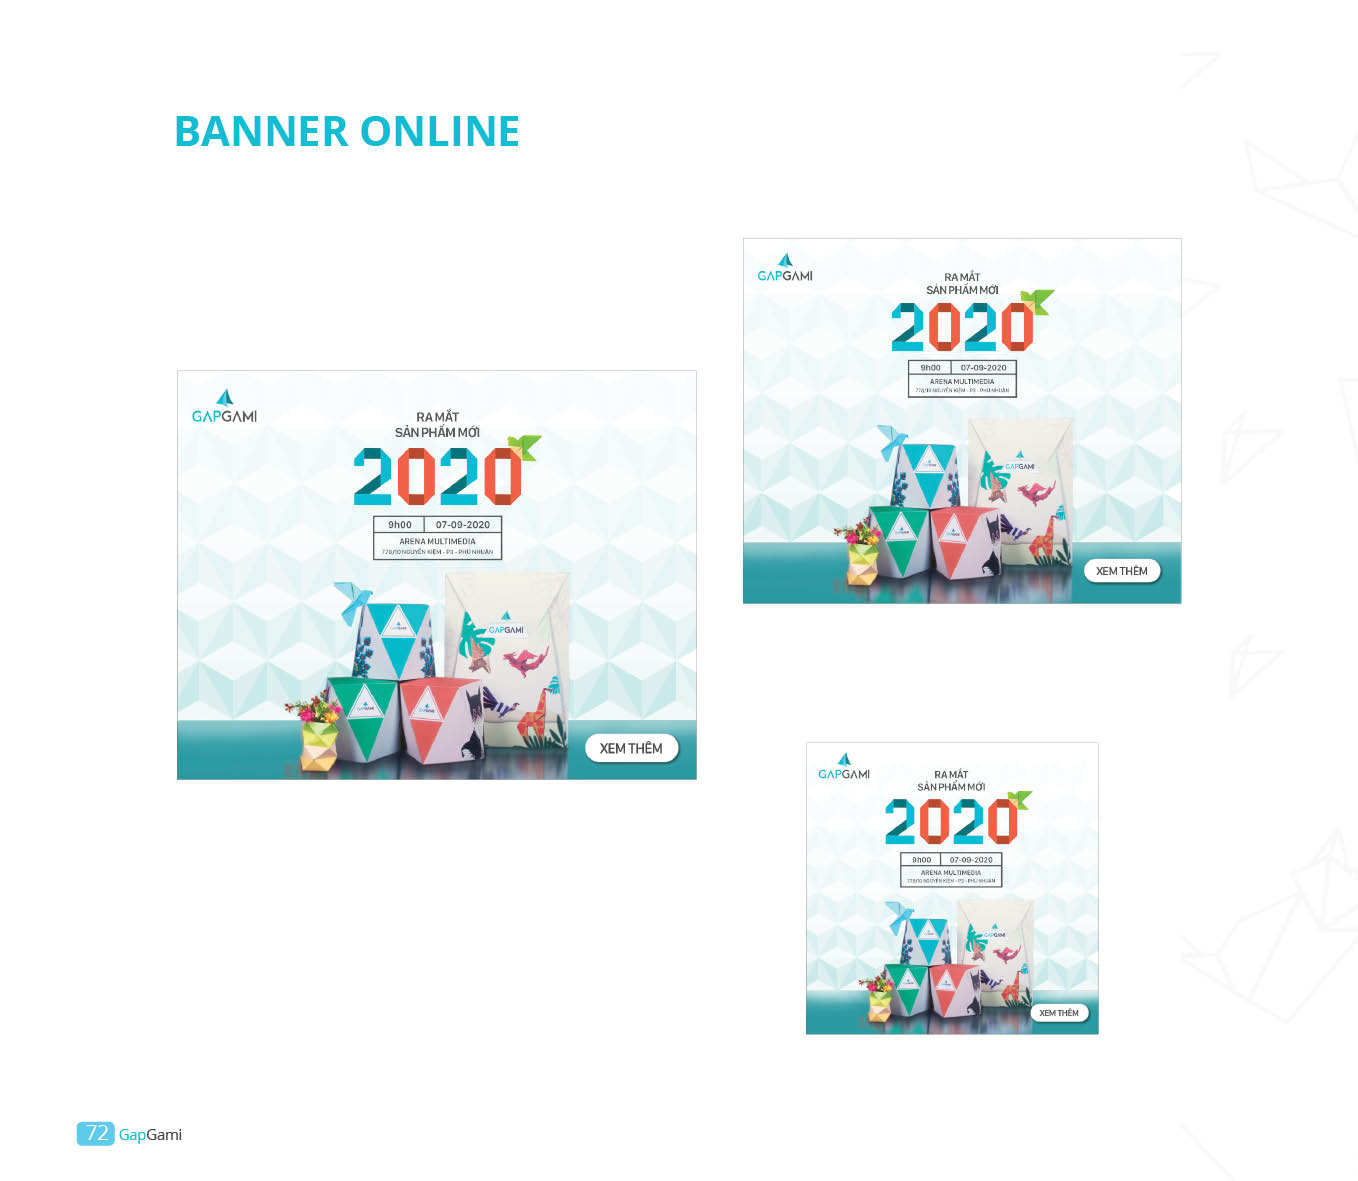 BANNER ONLINE
GAPGAMI
RA MẮT
SẢN PHẨM MỚI
2020
9h00 07-09-2020
ARENA MULTIMEDIA
778/10 NGUYỄN KIỆM - P3 - PHÚ NHUẬN
GAPGAMI
XEM THÊM
GAPGAMI
RA MẮT
SẢN PHẨM MỚI
2020
9h00 07-09-2020
ARENA MULTIMEDIA
778/10 NGUYỄN KIỆM - P3 - PHÚ NHUẬN
GAPGAMI
XEM THÊM
GAPGAMI
RA MẮT
SẢN PHẨM MỚI
2020
9h00 07-09-2020
ARENA MULTIMEDIA
778/10 NGUYỄN KIỆM - P3 - PHÚ NHUẬN
GAPGAMI
XEM THÊM
72 GapGami